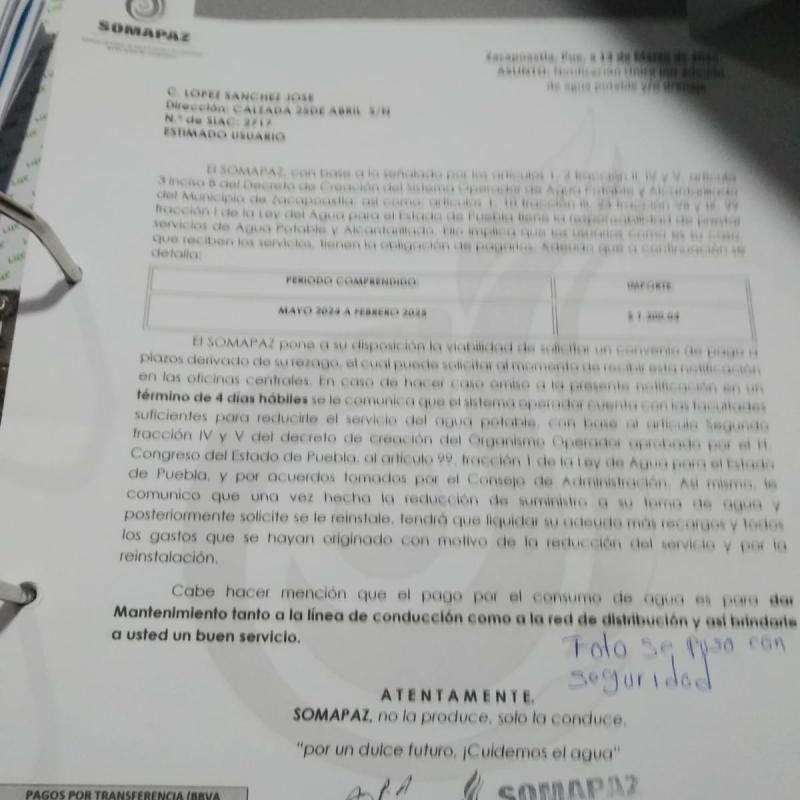 SOMAPAZ
Zacapoaxtla, Pue, a 14 de Marzo de
ASUNTO: Notificación Única por adeudo
de agua potable y/o drenaje
C. LOPEZ SANCHEZ JOSE
Dirección: CALZADA 25DE ABRIL S/N
N.° de SIAC: 2717
ESTIMADO USUARIO
El SOMAPAZ, con base a lo señalado por los artículos 1, 2 fracción II, IV y V, artículo
3 inciso B del Decreto de Creación del Sistema Operador de Agua Potable y Alcantarillado
del Municipio de Zacapoaxtla; así como, artículos 1, 10 fracción III, 23 fracción VII y IX, 99
fracción I de la Ley del Agua para el Estado de Puebla tiene la responsabilidad de prestar
servicios de Agua Potable y Alcantarillado. Ello implica que los usuarios como es su caso,
que reciben los servicios, tienen la obligación de pagarlos. Adeudo que a continuación se
detalla:
PERIODO COMPRENDIDO IMPORTE
MAYO 2024 A FEBRERO 2025
El SOMAPAZ pone a su disposición la viabilidad de solicitar un convenio de pago a
plazos derivado de su rezago, el cual puede solicitar al momento de recibir esta notificación
en las oficinas centrales. En caso de hacer caso omiso a la presente notificación en un
término de 4 días hábiles se le comunica que el sistema operador cuenta con las facultades
suficientes para reducirle el servicio del agua potable, con base al artículo Segundo
fracción IV y V del decreto de creación del Organismo Operador aprobado por el H.
Congreso del Estado de Puebla, al artículo 99, fracción 1 de la Ley de Agua para el Estado
de Puebla, y por acuerdos tomados por el Consejo de Administración. Así mismo, le
comunico que una vez hecha la reducción de suministro a su toma de agua y
posteriormente solicite se le reinstale, tendrá que liquidar su adeudo más recargos y todos
los gastos que se hayan originado con motivo de la reducción del servicio y por la
reinstalación.
Cabe hacer mención que el pago por el consumo de agua es para dar
Mantenimiento tanto a la línea de conducción como a la red de distribución y así brindarle
a usted un buen servicio.
Foto se puso con
seguridad
ATENTAMENTE.
SOMAPAZ, no la produce, solo la conduce.
"por un dulce futuro, ¡Cuidemos el agua"
SOMAPAZ
PAGOS POR TRANSFERENCIA (BBVA